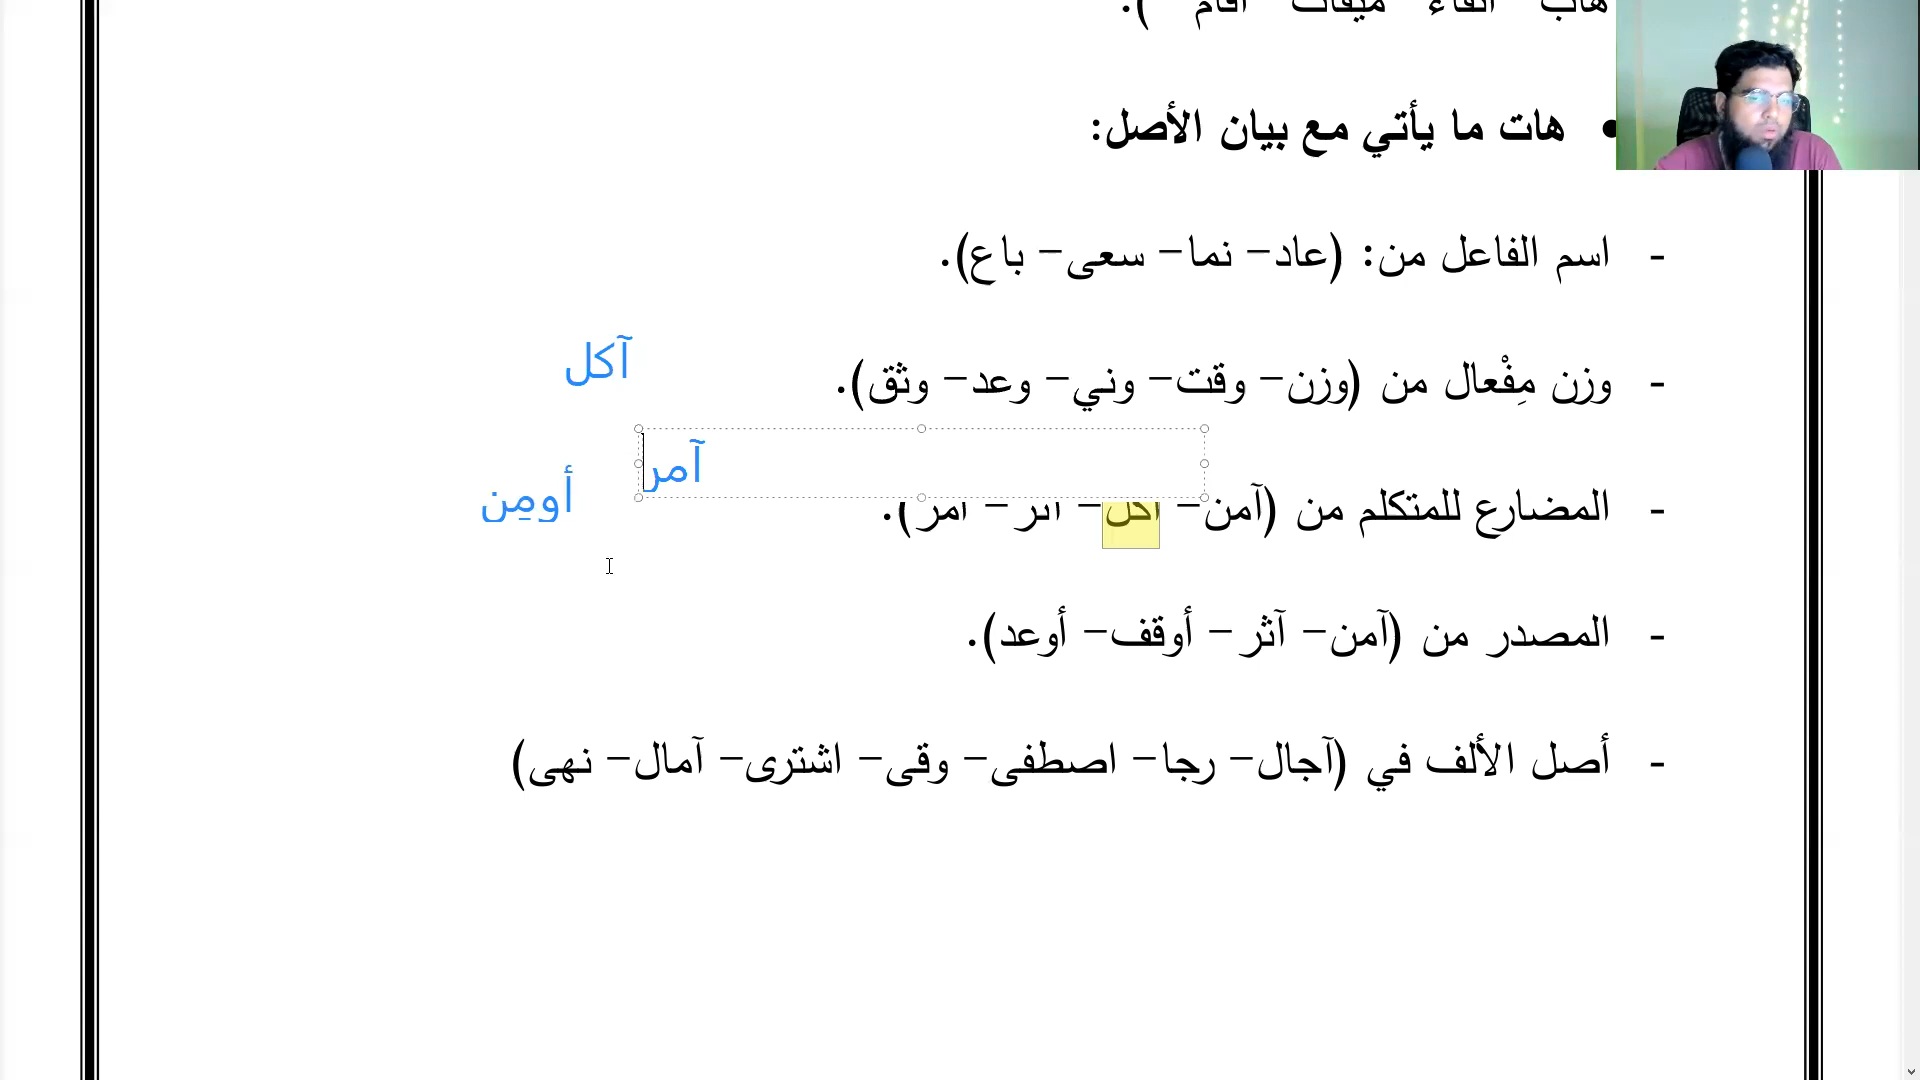 هات ما يأتي مع بيان الأصل:
- اسم الفاعل من: (عاد- نما- سعى- باع).
آكل
- وزن مِفْعال من (وزن- وقت- وني- وعد- وثق).
آمر
أومِن
- المضارع للمتكلم من (آمن- أكل- آثر- أمر).
- المصدر من (آمن- آثر- أوقف- أوعد).
- أصل الألف في (آجال- رجا- اصطفى- وقى- اشترى- آمال- نهى)